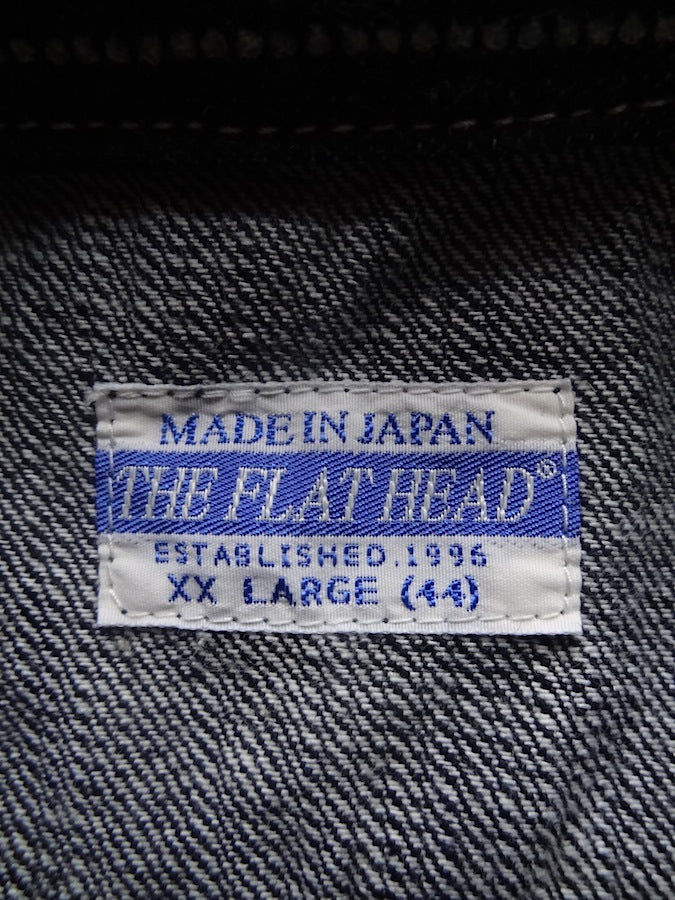 MADE IN JAPAN
THE FLAT HEAD®
ESTABLISHED.1996
XX LARGE (44)